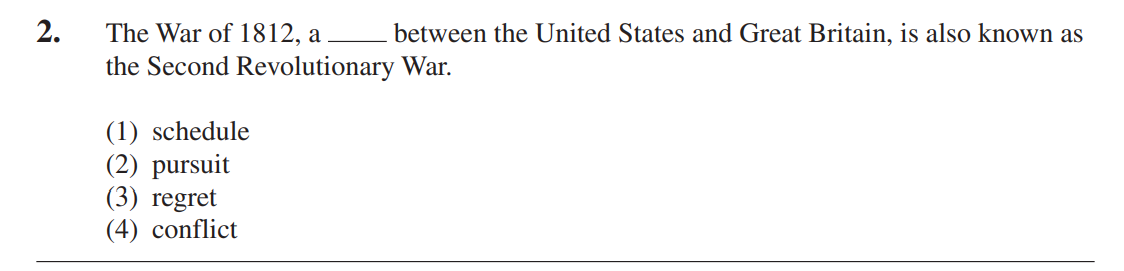 2. The War of 1812, a ____ between the United States and Great Britain, is also known as
the Second Revolutionary War.
(1) schedule
(2) pursuit
(3) regret
(4) conflict